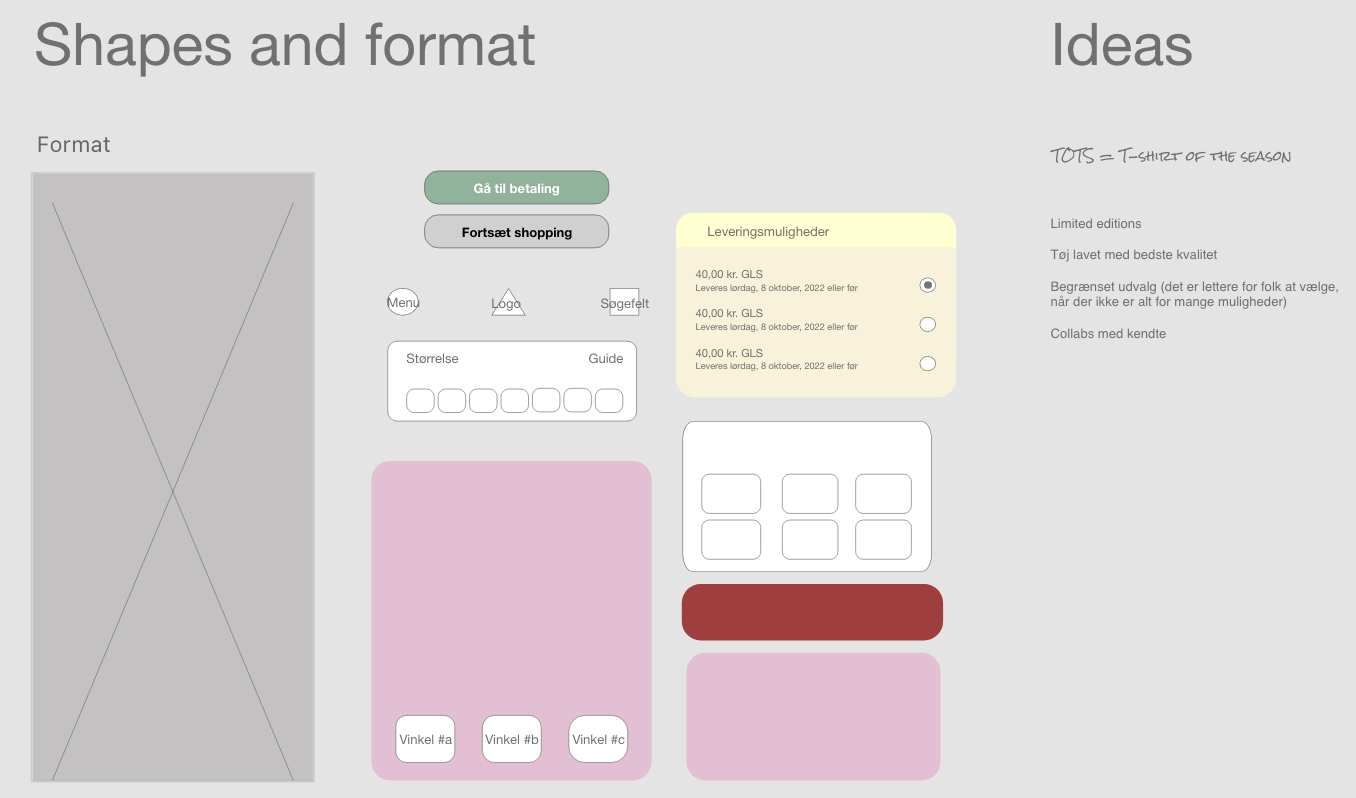 Shapes and format
Ideas
Format
TOTS = T-SHIRT OF THE SEASON
Gå til betaling
Fortsæt shopping
Leveringsmuligheder
40,00 kr. GLS
Leveres lørdag, 8 oktober, 2022 eller før
40,00 kr. GLS
Leveres lørdag, 8 oktober, 2022 eller før
40,00 kr. GLS
Leveres lørdag, 8 oktober, 2022 eller før
Menu
Logo
Søgefelt
Størrelse
Guide
Vinkel #a
Vinkel #b
Vinkel #c
Limited editions
Tøj lavet med bedste kvalitet
Begrænset udvalg (det er lettere for folk at vælge,
når der ikke er alt for mange muligheder)
Collabs med kendte